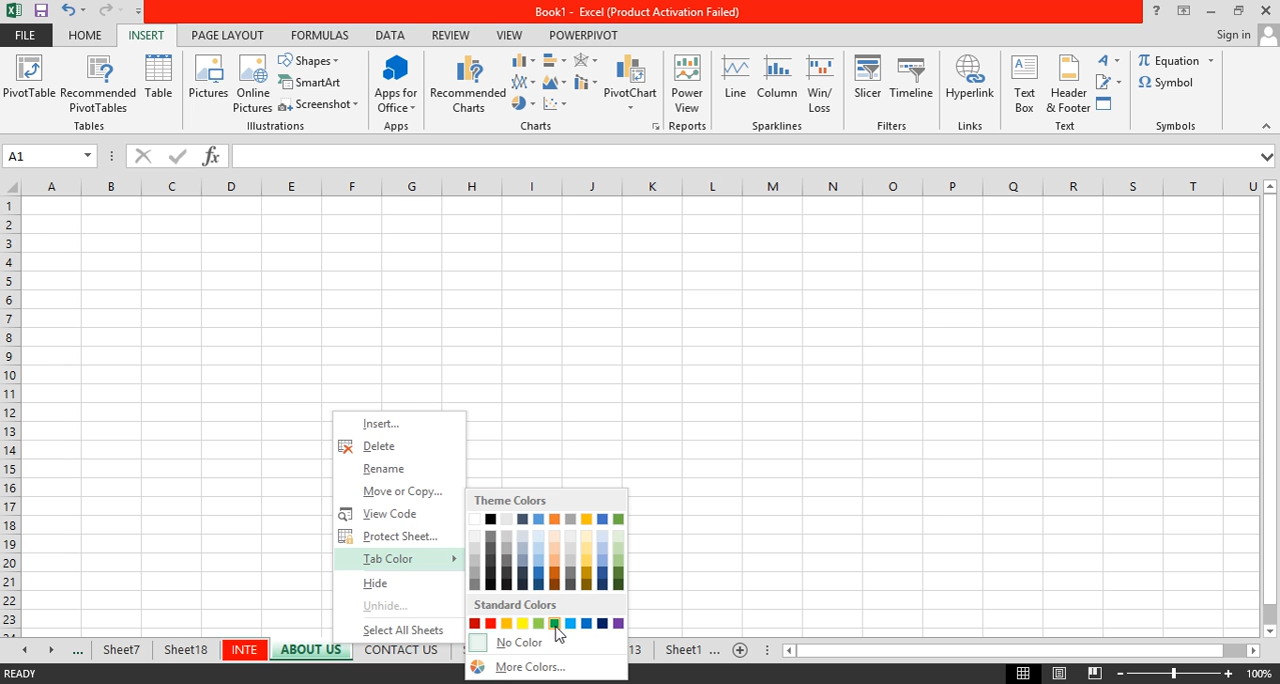 Book1 - Excel (Product Activation Failed)
FILE HOME INSERT PAGE LAYOUT FORMULAS DATA REVIEW VIEW POWERPIVOT Sign in
PivotTable Recommended PivotTables Table
Tables
Pictures Online Pictures Shapes SmartArt Screenshot
Illustrations
Apps for Office
Apps
Recommended Charts PivotChart
Charts
Power View
Reports
Line Column Win/ Loss
Sparklines
Slicer Timeline
Filters
Hyperlink
Links
Text Box Header & Footer
Text
Equation
Symbol
Symbols
A1 fx
A B C D E F G H I J K L M N O P Q R S T U
1
2
3
4
5
6
7
8
9
10
11
12
13
14
15
16
17
18
19
20
21
22
23
Insert...
Delete
Rename
Move or Copy...
View Code
Protect Sheet...
Tab Color
Hide
Unhide...
Select All Sheets
Theme Colors
Standard Colors
No Color
More Colors...
... Sheet7 Sheet18 INTE ABOUT US CONTACT US 13 Sheet1 ...
READY 100%